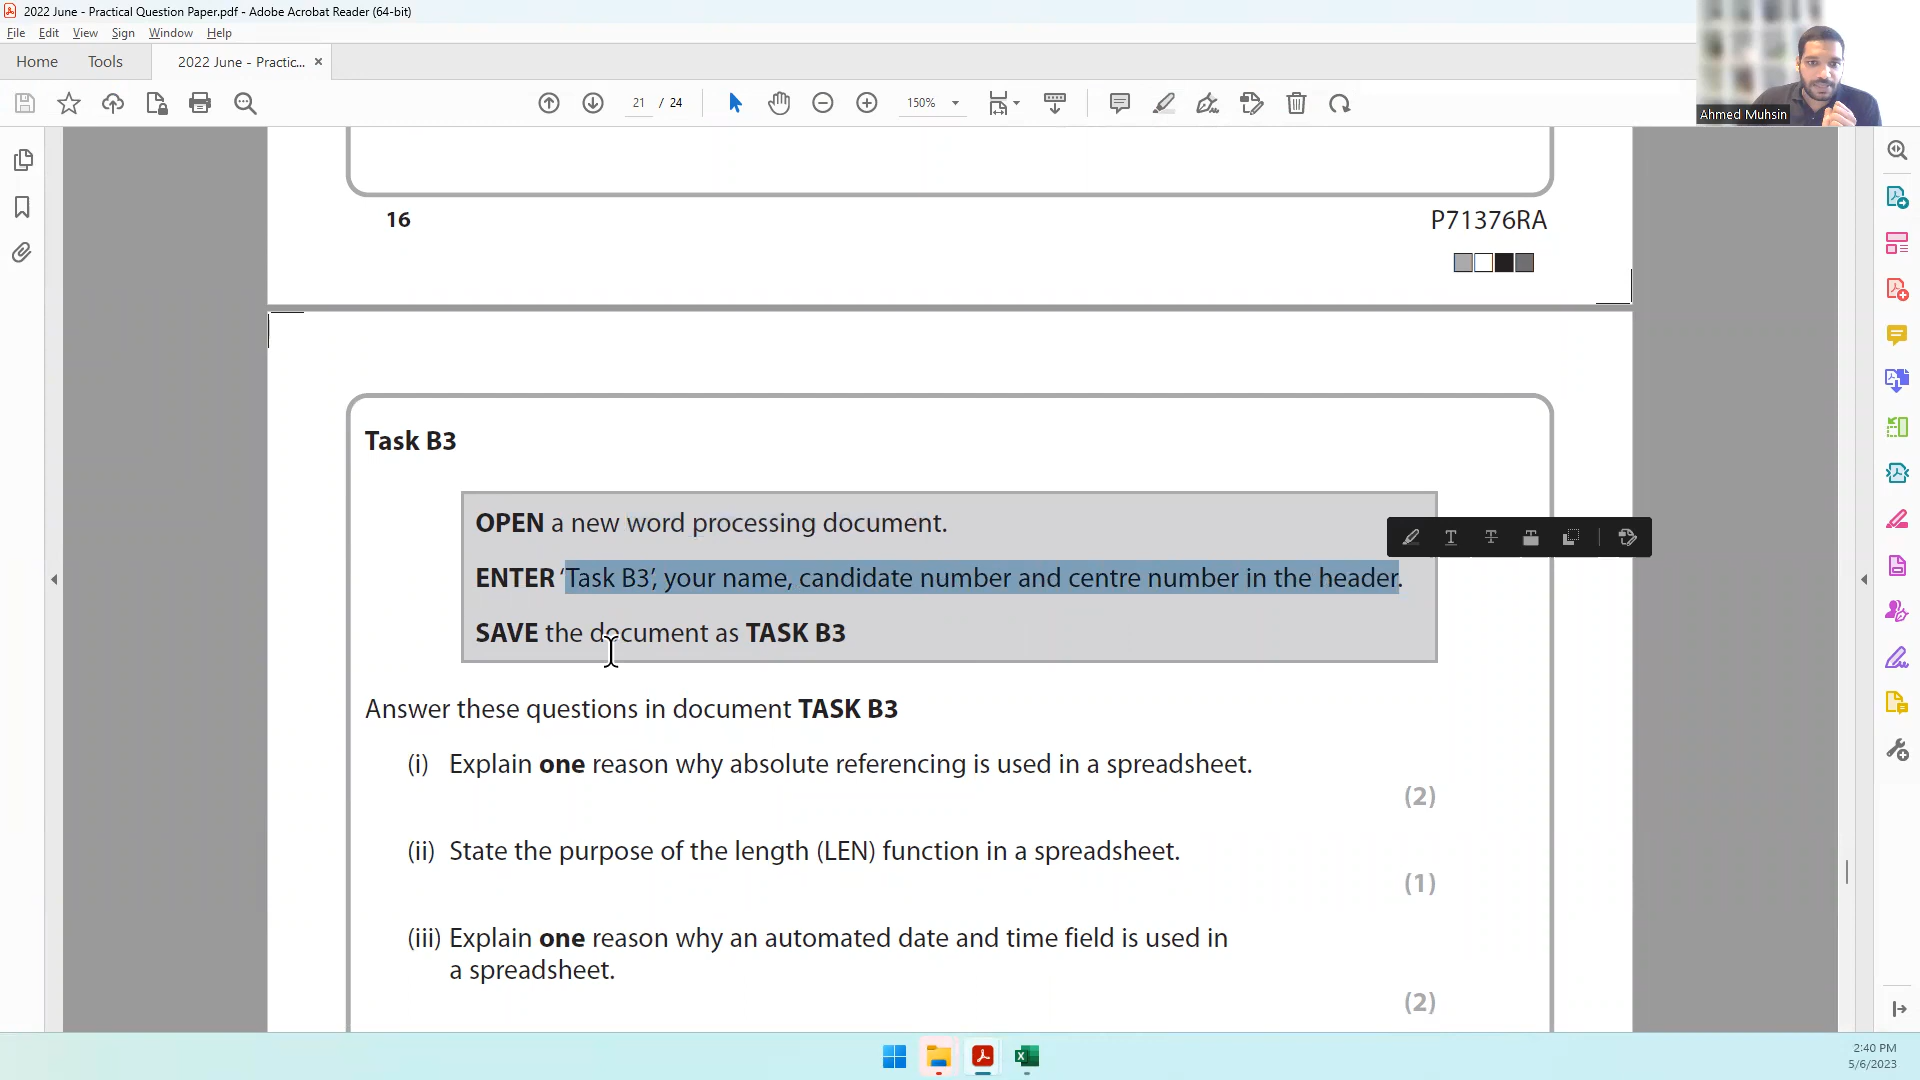 2022 June - Practical Question Paper.pdf - Adobe Acrobat Reader (64-bit)
File Edit View Sign Window Help
Home Tools 2022 June - Practic... ×
21 / 24 150%
Ahmed Muhsin
16 P71376RA
Task B3
OPEN a new word processing document.
ENTER ‘Task B3’, your name, candidate number and centre number in the header.
SAVE the document as TASK B3
Answer these questions in document TASK B3
(i) Explain one reason why absolute referencing is used in a spreadsheet.
(2)
(ii) State the purpose of the length (LEN) function in a spreadsheet.
(1)
(iii) Explain one reason why an automated date and time field is used in
a spreadsheet.
(2)
2:40 PM
5/6/2023